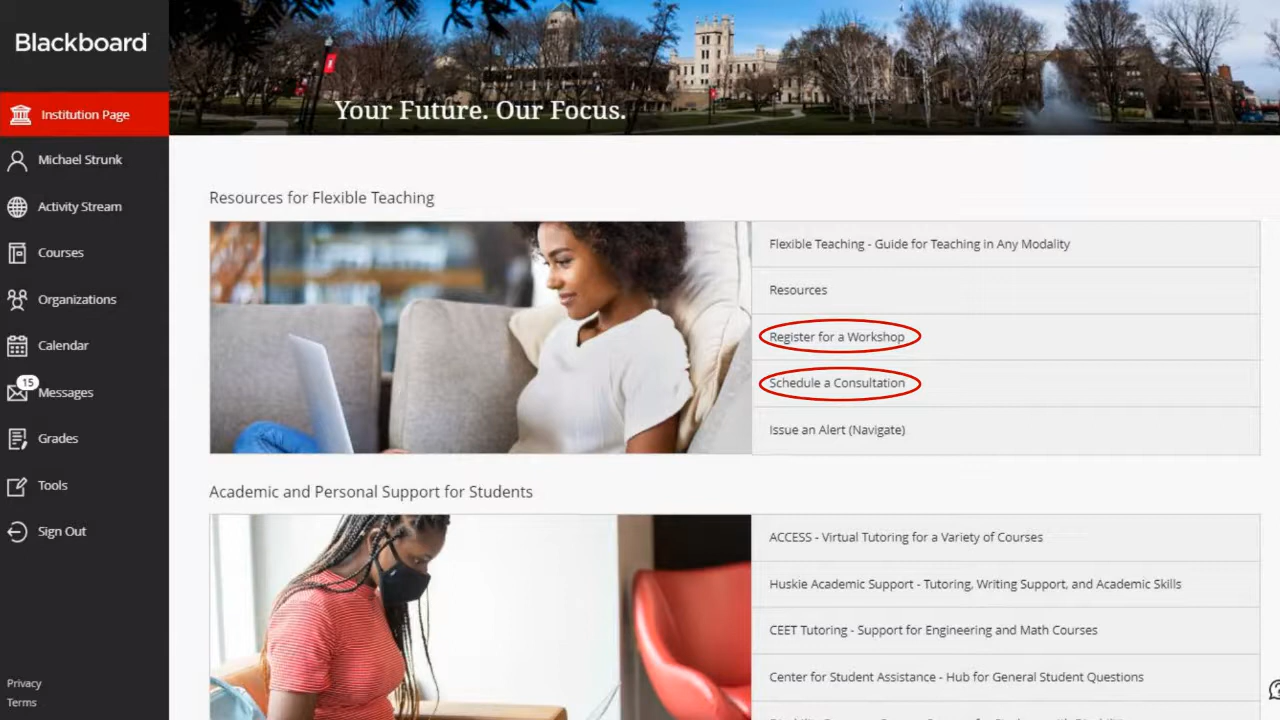 Blackboard
Institution Page
Michael Strunk
Activity Stream
Courses
Organizations
Calendar
15
Messages
Grades
Tools
Sign Out
Privacy
Terms
Your Future. Our Focus.
Resources for Flexible Teaching
Flexible Teaching - Guide for Teaching in Any Modality
Resources
Register for a Workshop
Schedule a Consultation
Issue an Alert (Navigate)
Academic and Personal Support for Students
ACCESS - Virtual Tutoring for a Variety of Courses
Huskie Academic Support - Tutoring, Writing Support, and Academic Skills
CEET Tutoring - Support for Engineering and Math Courses
Center for Student Assistance - Hub for General Student Questions